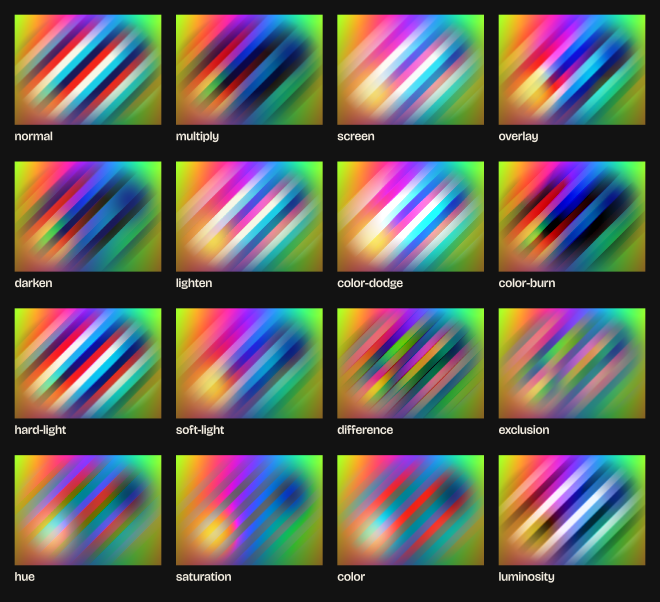 normal
multiply
screen
overlay
darken
lighten
color-dodge
color-burn
hard-light
soft-light
difference
exclusion
hue
saturation
color
luminosity